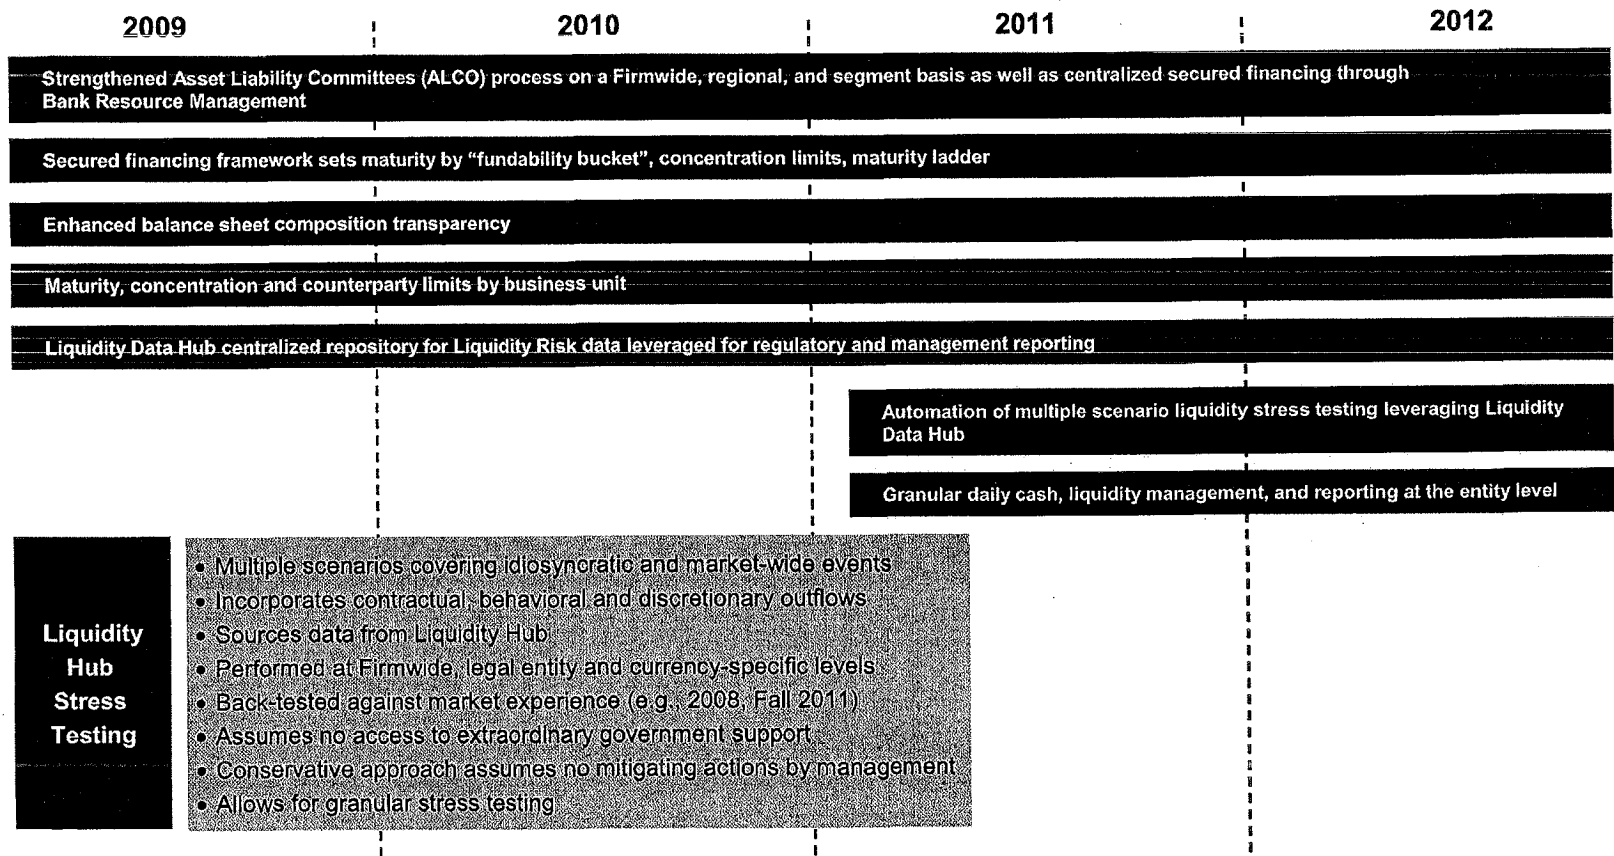 2009 2010 2011 2012
Strengthened Asset Liability Committees (ALCO) process on a Firmwide, regional, and segment basis as well as centralized secured financing through
Bank Resource Management
Secured financing framework sets maturity by “fundability bucket”, concentration limits, maturity ladder
Enhanced balance sheet composition transparency
Maturity, concentration and counterparty limits by business unit
Liquidity Data Hub centralized repository for Liquidity Risk data leveraged for regulatory and management reporting
Automation of multiple scenario liquidity stress testing leveraging Liquidity
Data Hub
Granular daily cash, liquidity management, and reporting at the entity level
Liquidity
Hub
Stress
Testing
• Multiple scenarios covering idiosyncratic and market-wide events
• Incorporates contractual, behavioral and discretionary outflows
• Sources data from Liquidity Hub
• Performed at Firmwide, legal entity and currency-specific levels
• Back-tested against market experience (e.g., 2008, Fall 2011)
• Assumes no access to extraordinary government support
• Conservative approach assumes no mitigating actions by management
• Allows for granular stress testing